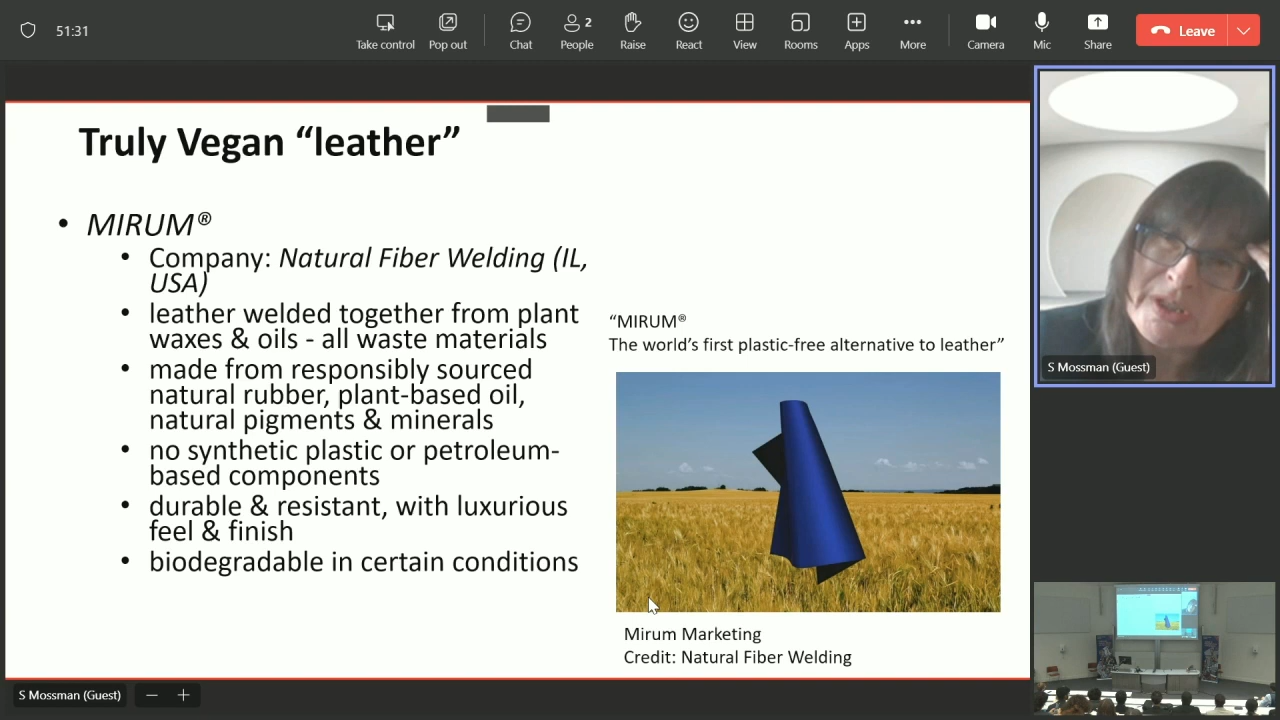 51:31
Take control
Pop out
Chat
2
People
Raise
React
View
Rooms
Apps
More
Camera
Mic
Share
Leave
Truly Vegan “leather”
• MIRUM®
• Company: Natural Fiber Welding (IL,
USA)
• leather welded together from plant
waxes & oils - all waste materials
• made from responsibly sourced
natural rubber, plant-based oil,
natural pigments & minerals
• no synthetic plastic or petroleum-
based components
• durable & resistant, with luxurious
feel & finish
• biodegradable in certain conditions
“MIRUM®
The world’s first plastic-free alternative to leather”
Mirum Marketing
Credit: Natural Fiber Welding
S Mossman (Guest)
S Mossman (Guest)